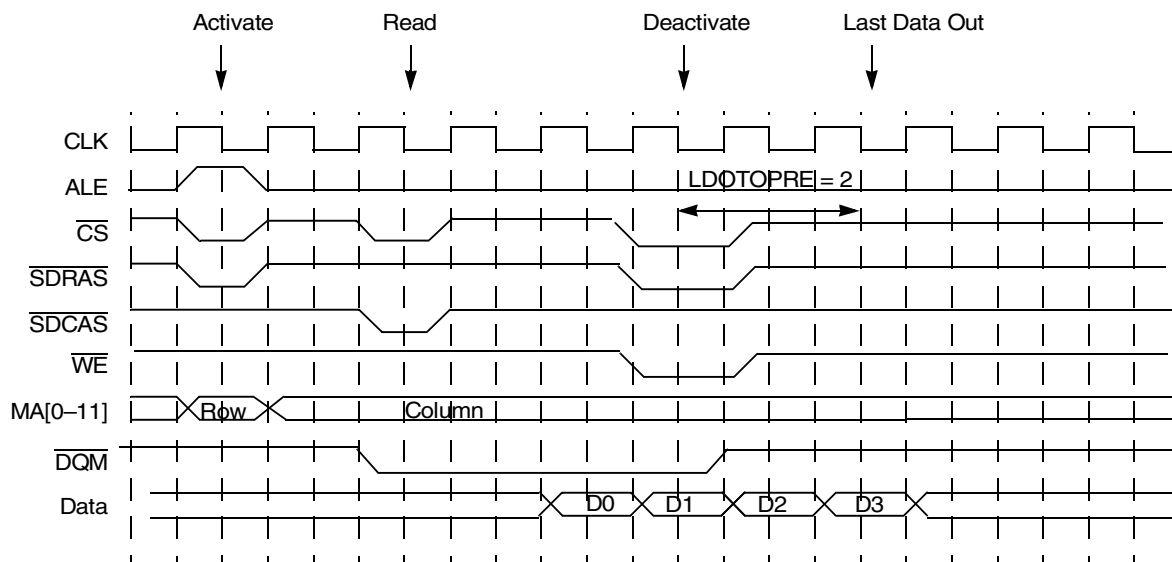 Activate Read Deactivate Last Data Out
CLK
ALE
LDOTOPRE = 2
CS
SDRAS
SDCAS
WE
MA[0–11] Row Column
DQM
Data D0 D1 D2 D3